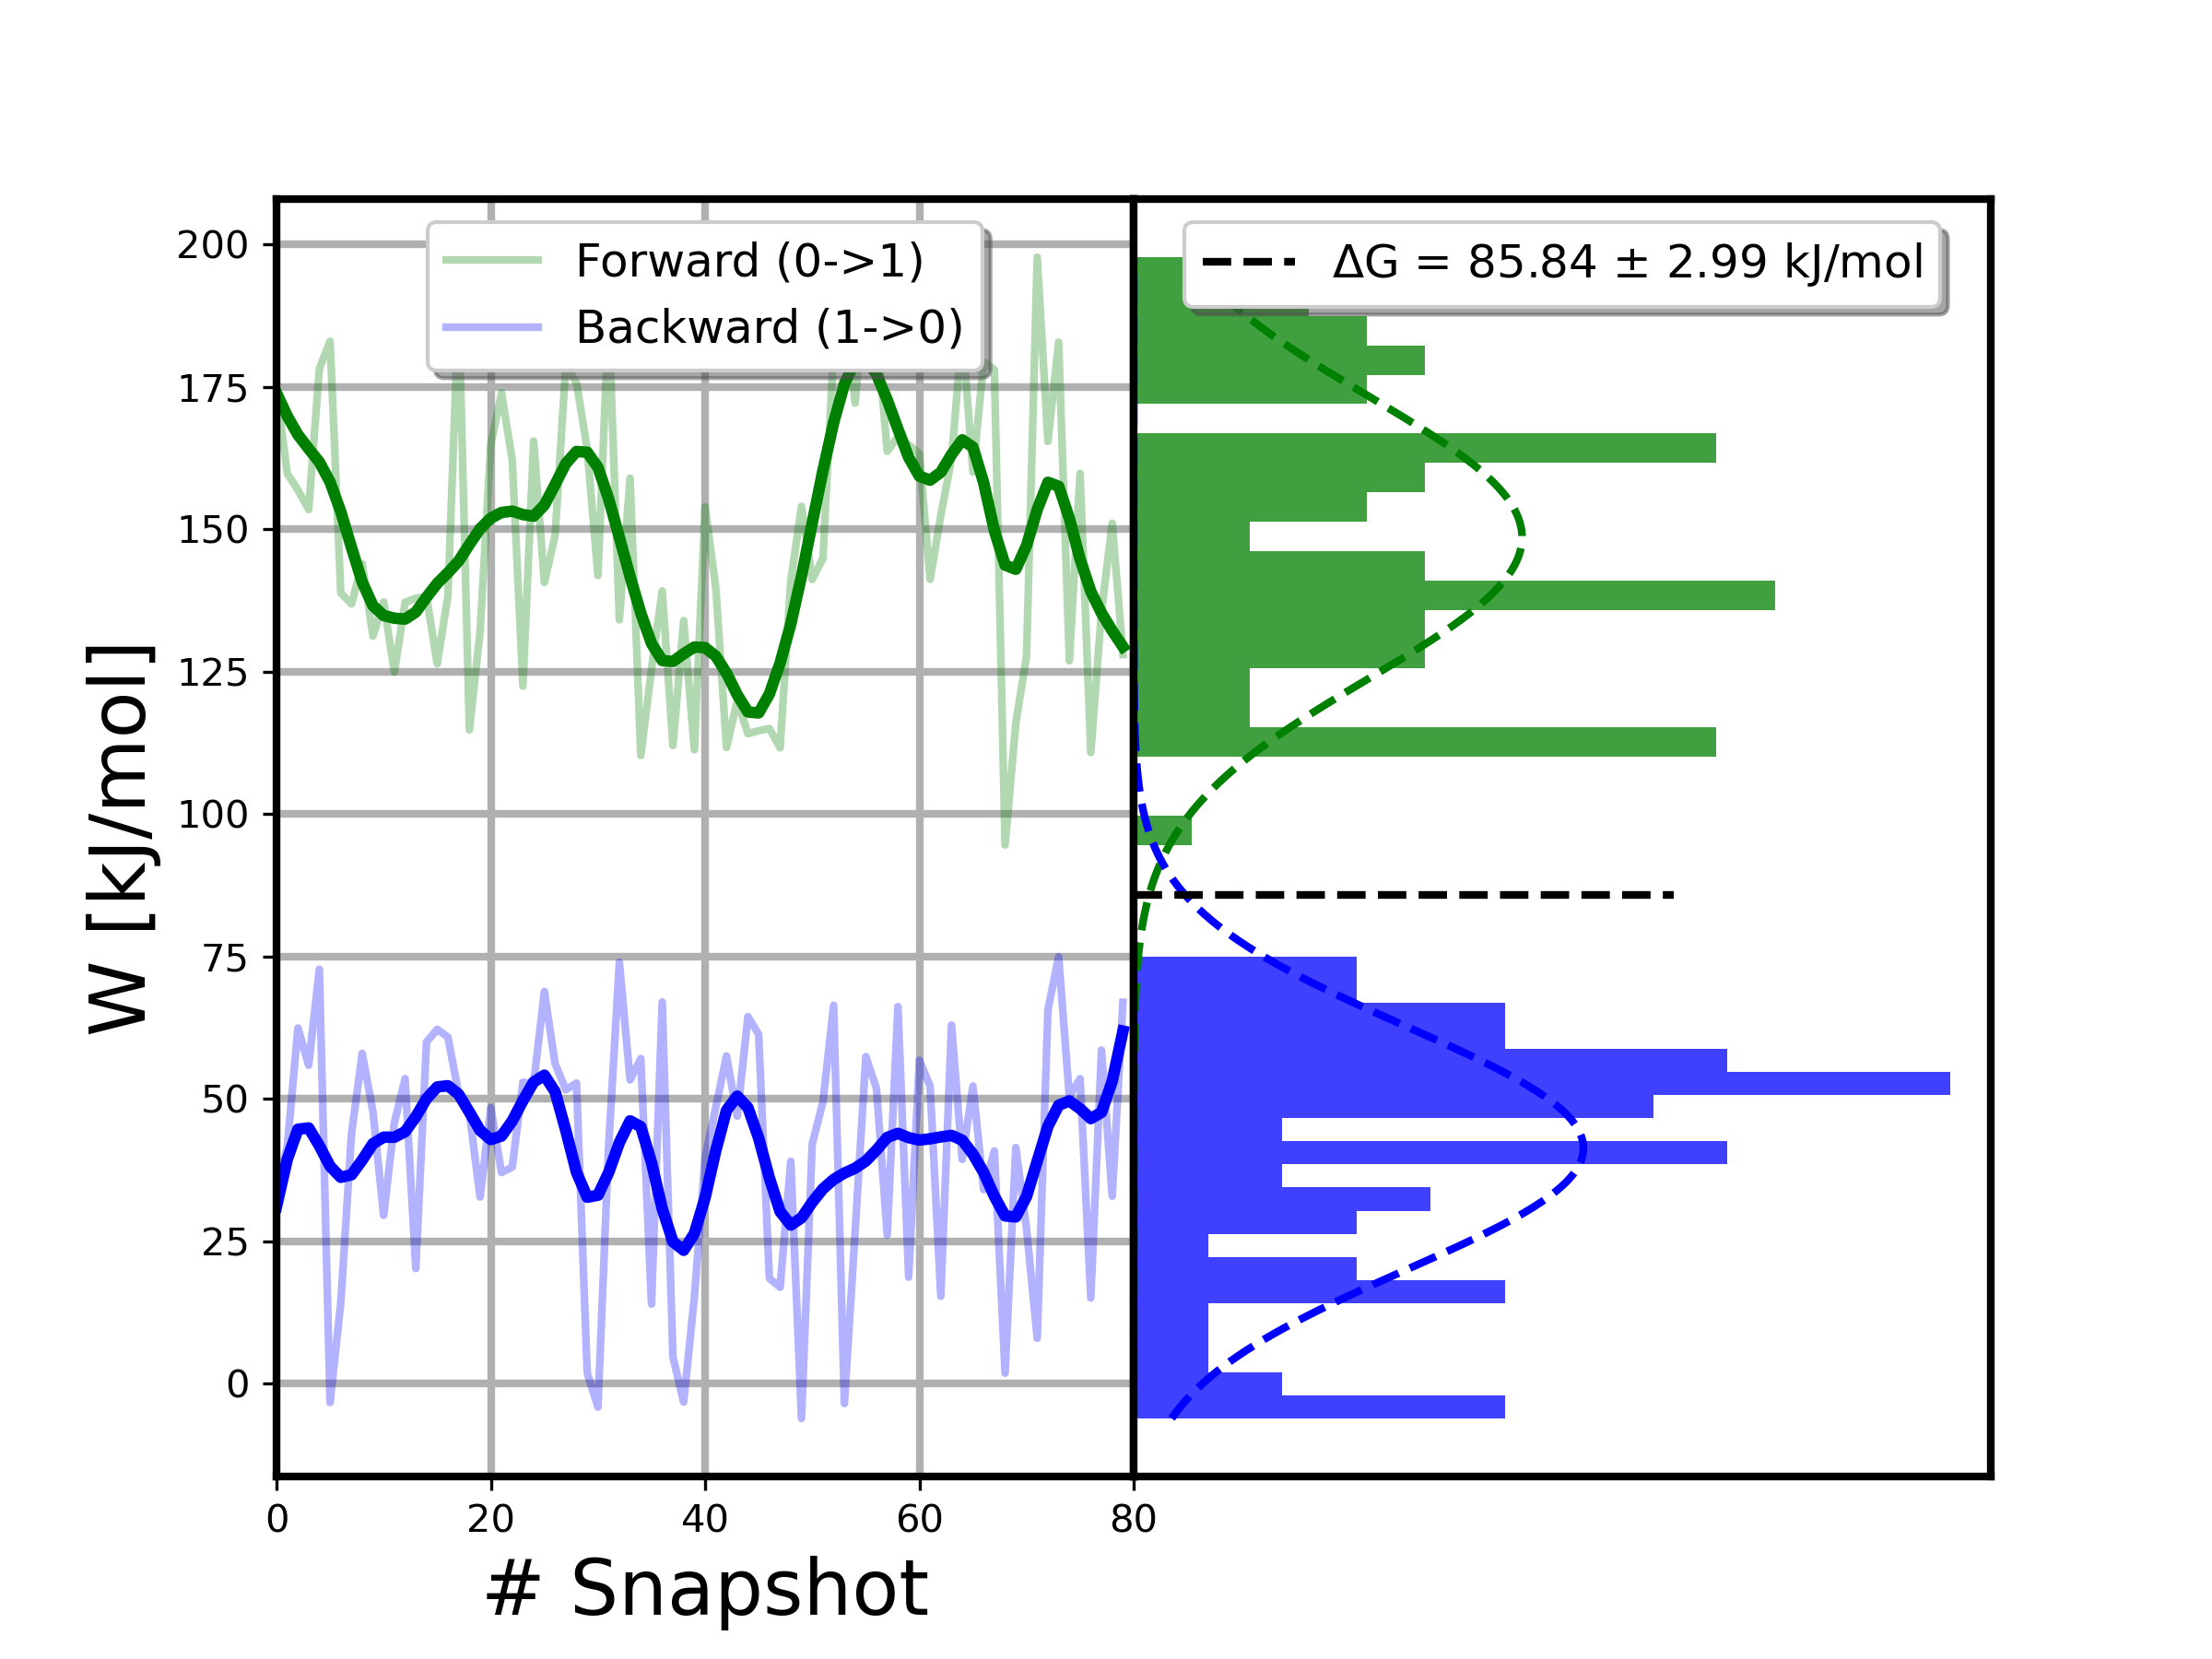 Forward (0->1)
Backward (1->0)
ΔG = 85.84 ± 2.99 kJ/mol
200
175
150
125
100
75
50
25
0
W [kJ/mol]
0 20 40 60 80
# Snapshot